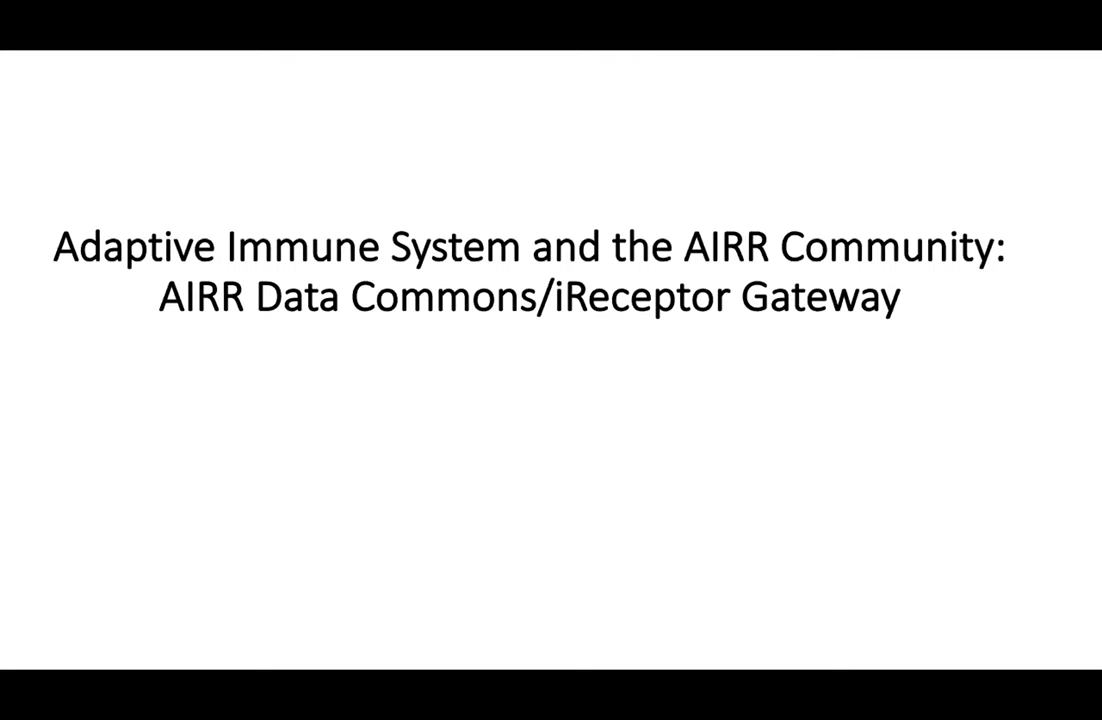 Adaptive Immune System and the AIRR Community:
AIRR Data Commons/iReceptor Gateway